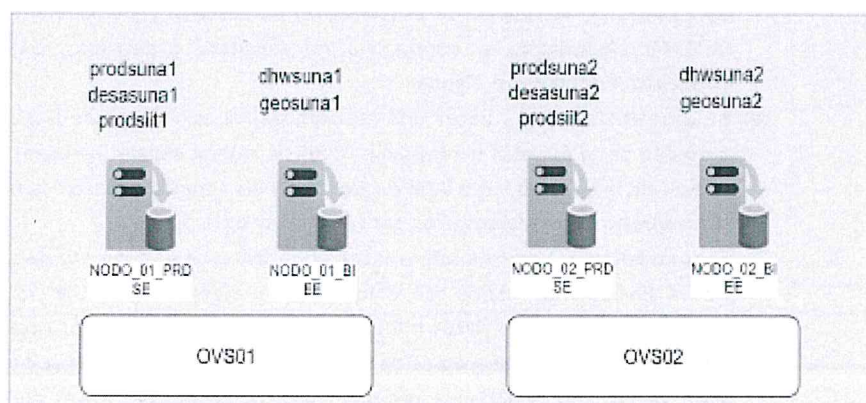 prodsuna1
desasuna1
prodsiit1
dhwsuna1
geosuna1
prodsuna2
desasuna2
prodsiit2
dhwsuna2
geosuna2
NODO_01_PRD
SE
NODO_01_BI
EE
NODO_02_PRD
SE
NODO_02_BI
EE
OVS01
OVS02